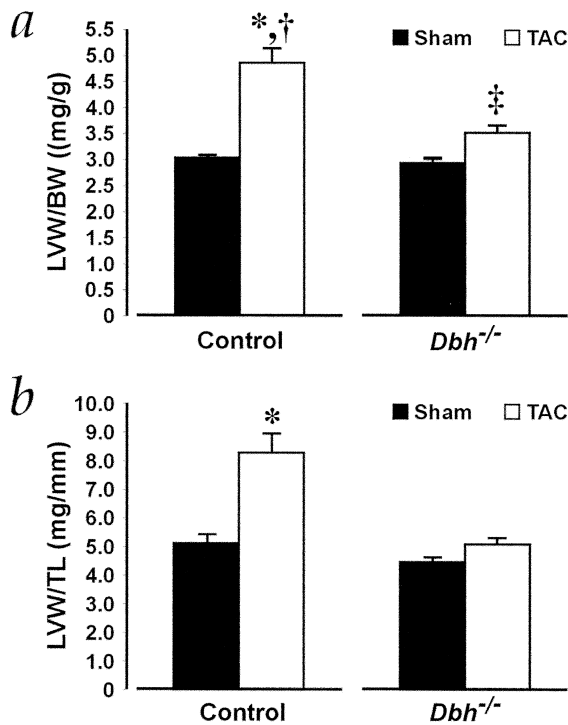 a
LVW/BW ((mg/g)
5.5
5.0
4.5
4.0
3.5
3.0
2.5
2.0
1.5
1.0
0.5
0
*,†
Sham TAC
‡
Control
Dbh-/-
b
LVW/TL (mg/mm)
10.0
9.0
8.0
7.0
6.0
5.0
4.0
3.0
2.0
1.0
0
*
Sham TAC
Control
Dbh-/-